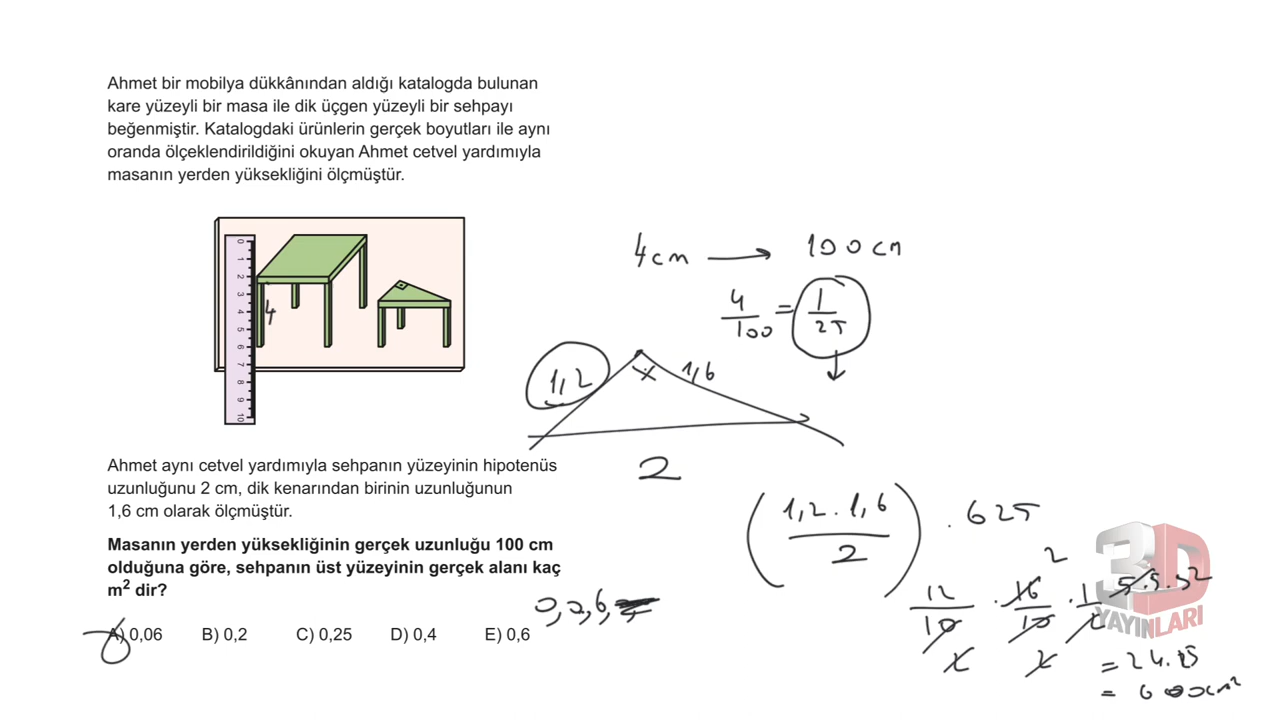 Ahmet bir mobilya dükkânından aldığı katalogda bulunan
kare yüzeyli bir masa ile dik üçgen yüzeyli bir sehpayı
beğenmiştir. Katalogdaki ürünlerin gerçek boyutları ile aynı
oranda ölçeklendirildiğini okuyan Ahmet cetvel yardımıyla
masanın yerden yüksekliğini ölçmüştür.
0 1 2 3 4 5 6 7 8 9 10
4
4cm → 100cm
4/100 = 1/25
1,2
1,6
2
Ahmet aynı cetvel yardımıyla sehpanın yüzeyinin hipotenüs
uzunluğunu 2 cm, dik kenarından birinin uzunluğunun
1,6 cm olarak ölçmüştür.
Masanın yerden yüksekliğinin gerçek uzunluğu 100 cm
olduğuna göre, sehpanın üst yüzeyinin gerçek alanı kaç
m² dir?
A) 0,06 B) 0,2 C) 0,25 D) 0,4 E) 0,6
(1,2 . 1,6 / 2) . 625
12/10 . 16/10 . 1
2
= 24.25
= 600cm²
3D
YAYINLARI